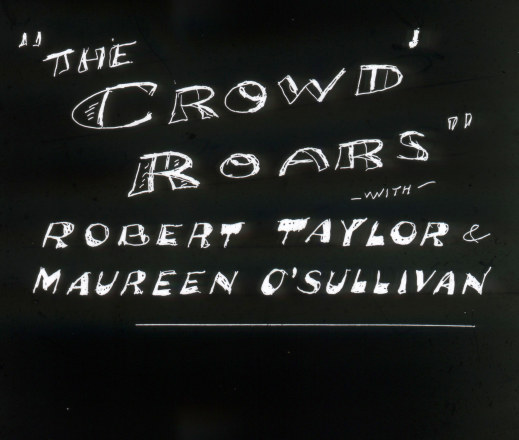 "THE
CROWD'
ROARS"
-WITH-
ROBERT TAYLOR &
MAUREEN O'SULLIVAN